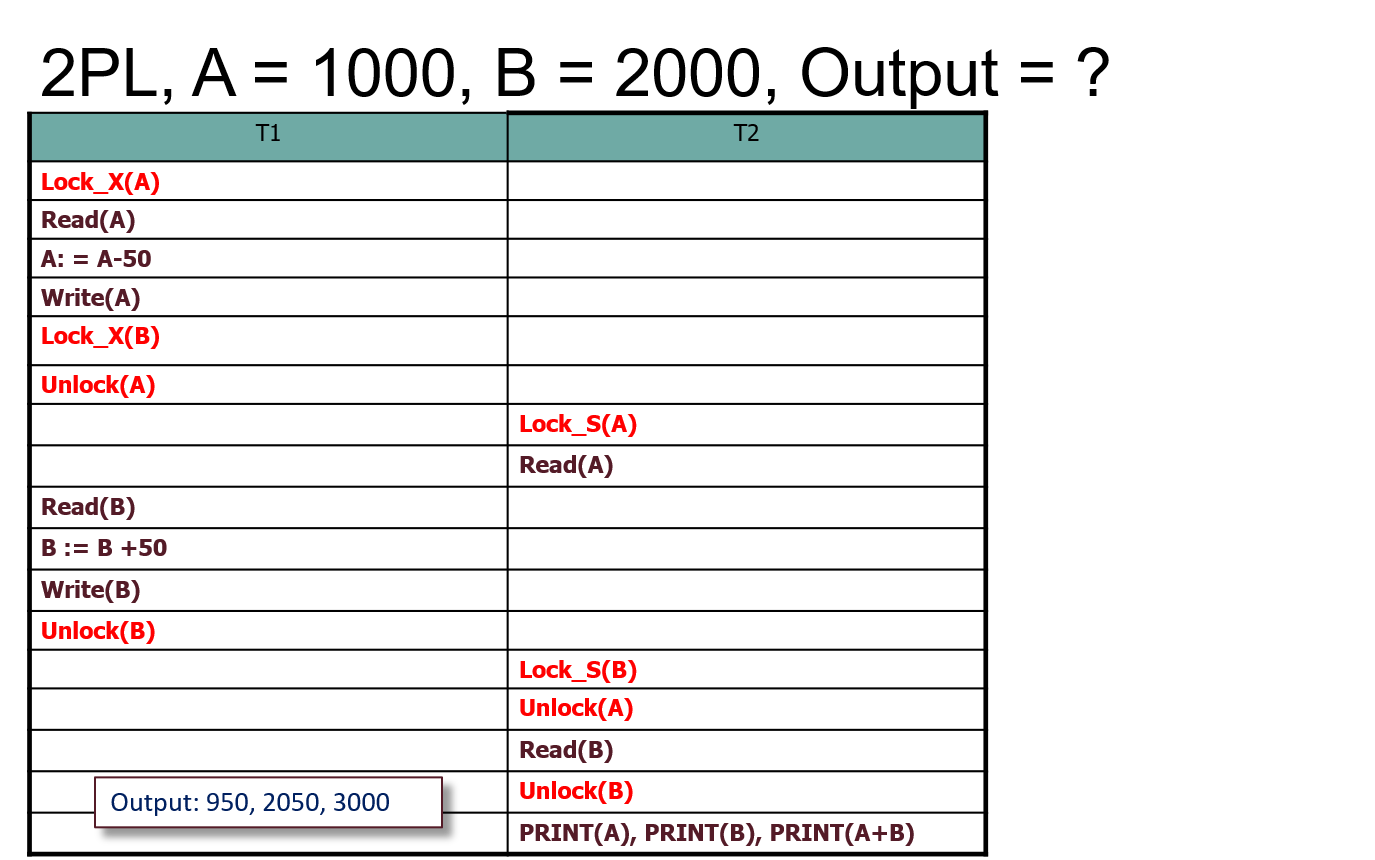 2PL, A = 1000, B = 2000, Output = ?
T1 T2
Lock_X(A)
Read(A)
A: = A-50
Write(A)
Lock_X(B)
Unlock(A)
Lock_S(A)
Read(A)
Read(B)
B := B +50
Write(B)
Unlock(B)
Lock_S(B)
Unlock(A)
Read(B)
Unlock(B)
Output: 950, 2050, 3000
PRINT(A), PRINT(B), PRINT(A+B)